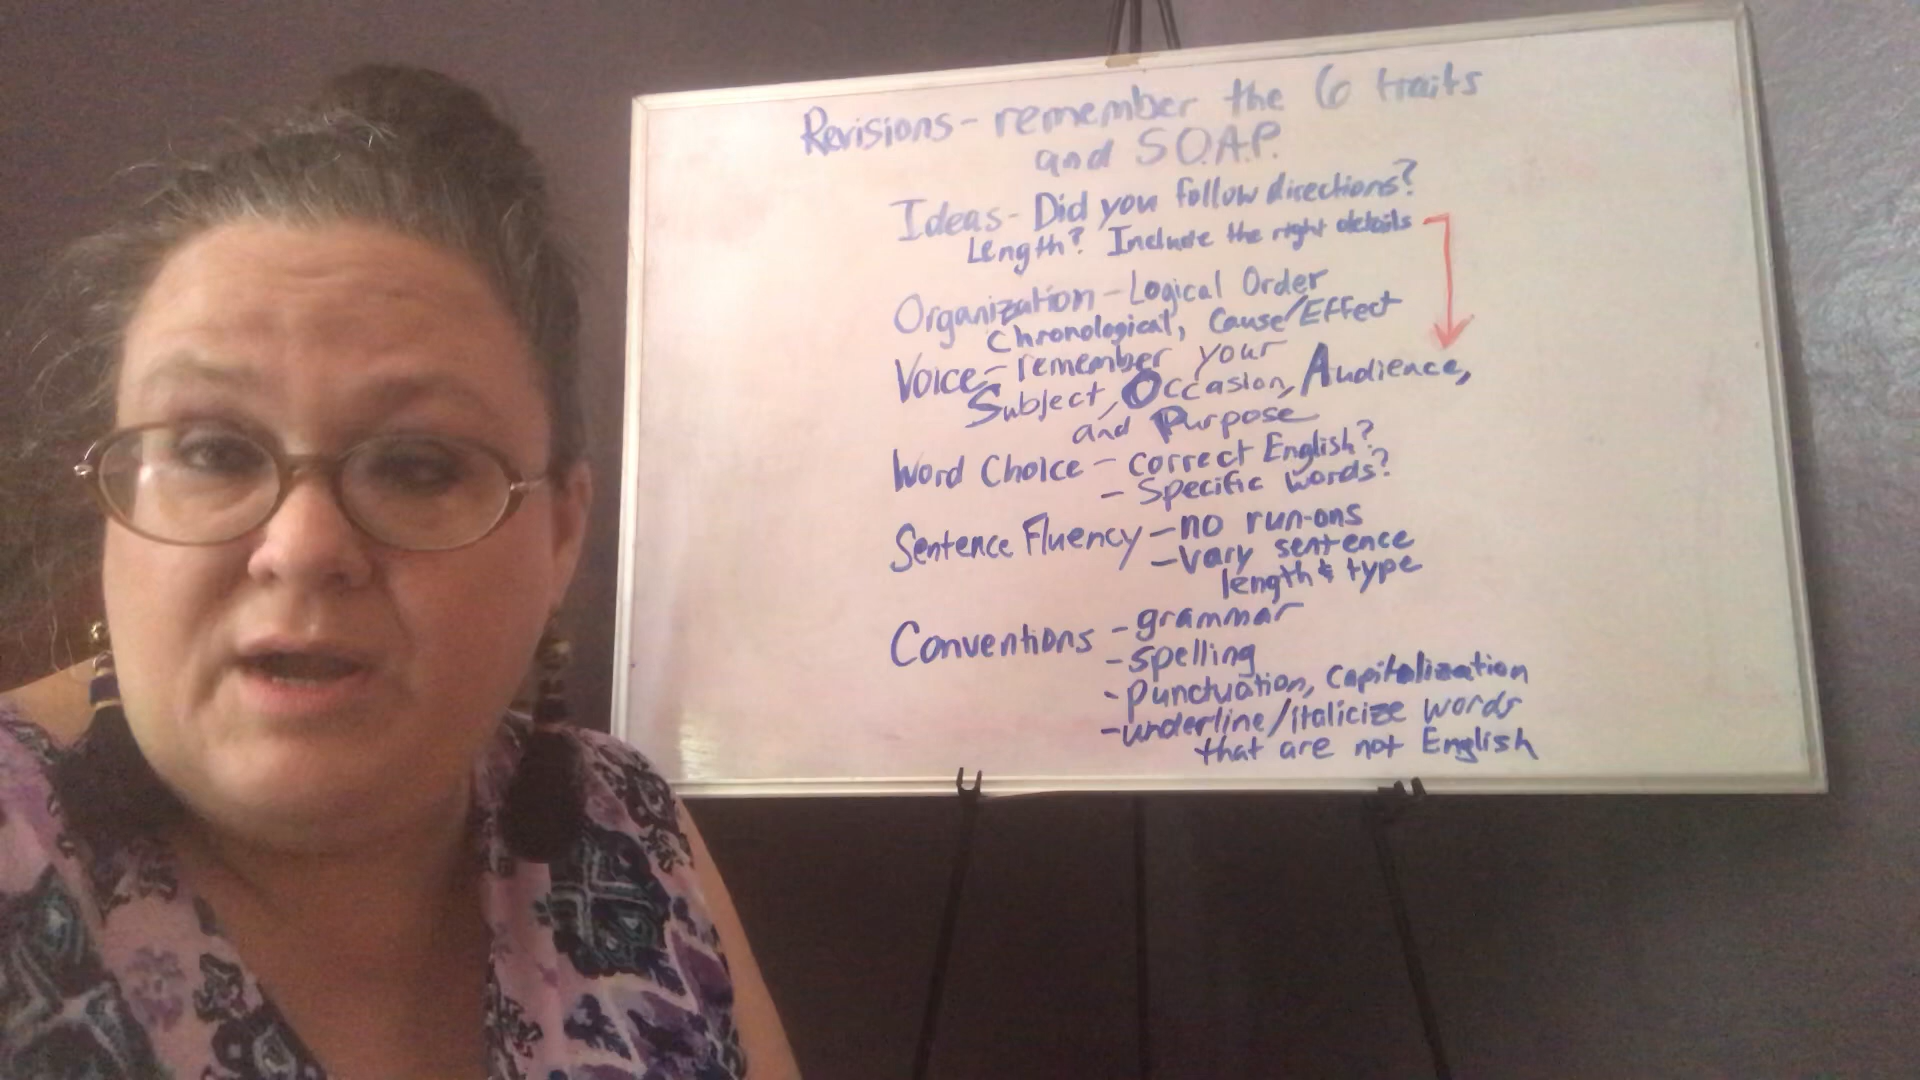 Revisions - remember the 6 traits
and S.O.A.P.
Ideas - Did you follow directions?
Length? Include the right details
Organization - Logical Order
Chronological, Cause/Effect
Voice - remember your
Subject, Occasion, Audience,
and Purpose
Word Choice - correct English?
- Specific words?
Sentence Fluency - no run-ons
- Vary sentence
length & type
Conventions - grammar
- spelling
- punctuation, capitalization
- underline/italicize words
that are not English